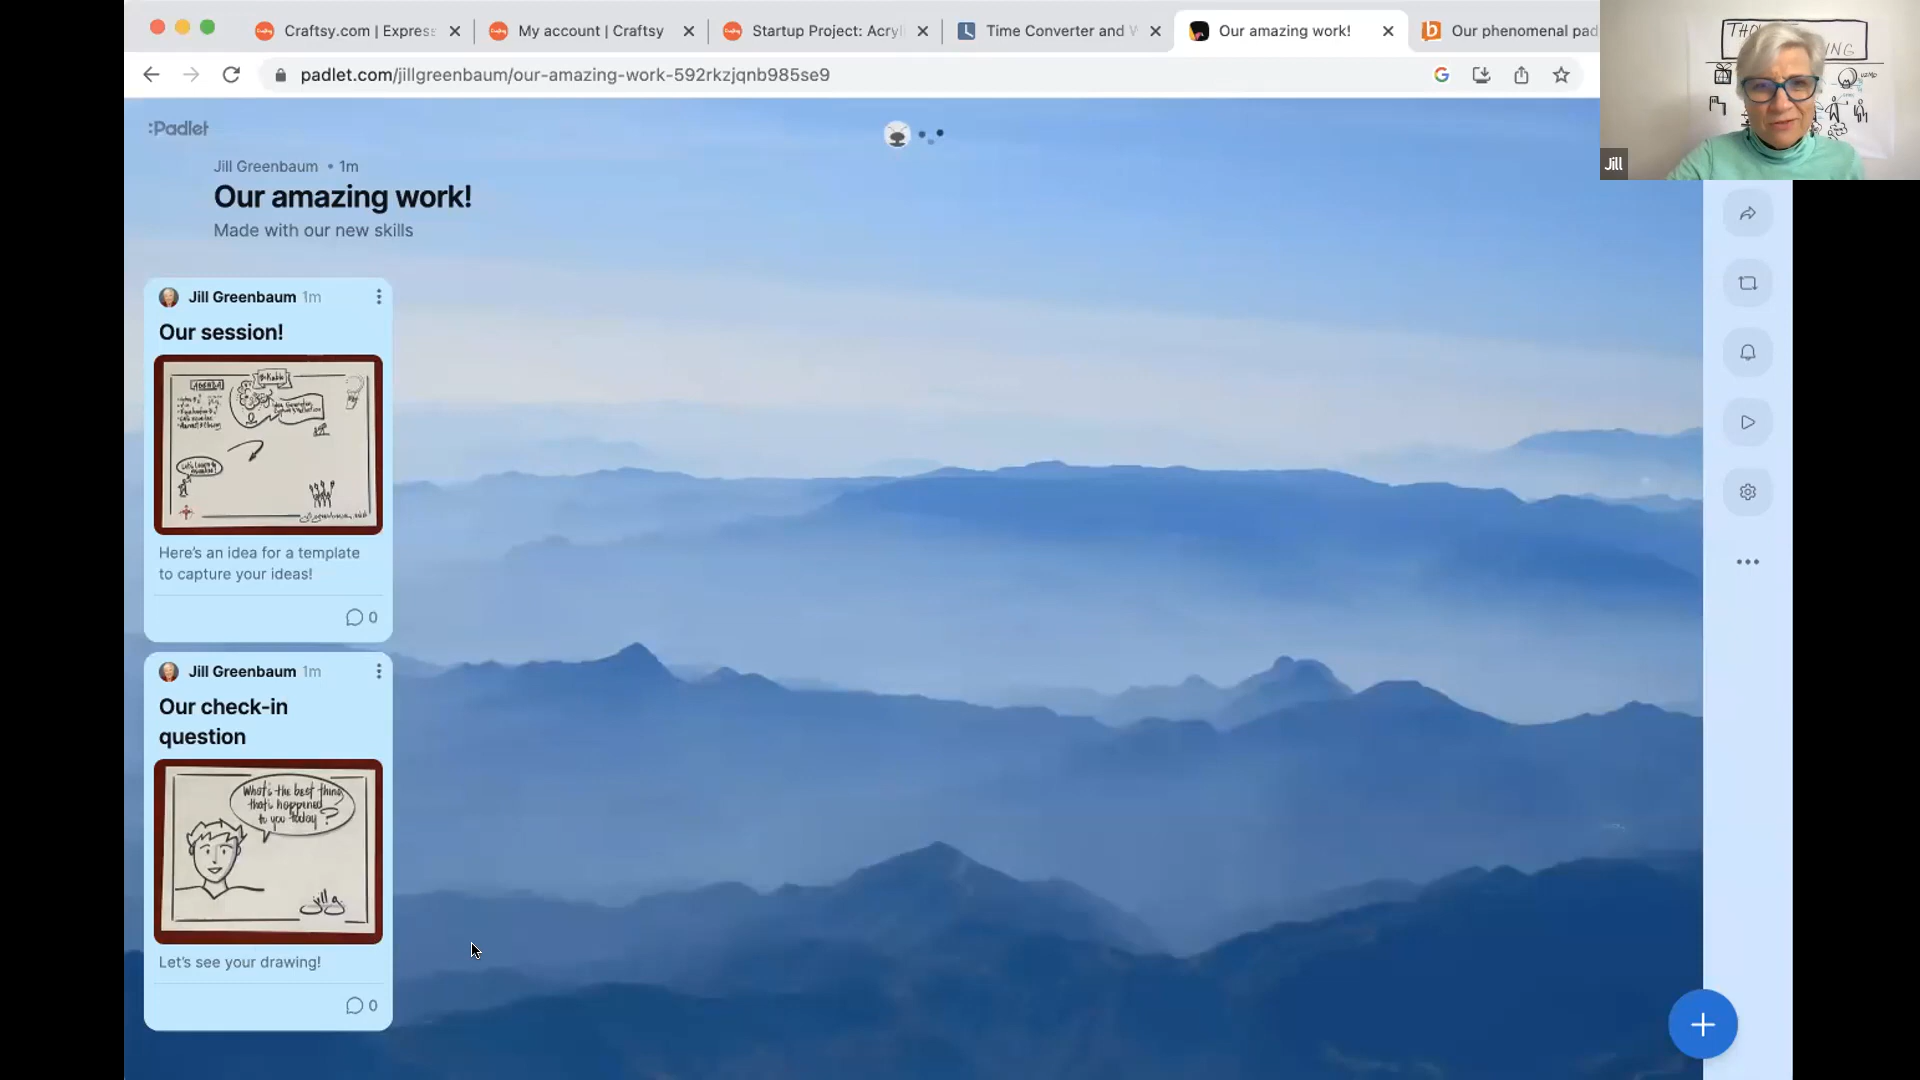 Craftsy.com | Express
My account | Craftsy
Startup Project: Acryl
Time Converter and W
Our amazing work!
Our phenomenal pad
padlet.com/jillgreenbaum/our-amazing-work-592rkzjqnb985se9
:Padlet
Jill Greenbaum • 1m
Our amazing work!
Made with our new skills
Jill
Jill Greenbaum 1m
Our session!
AGENDA
Here's an idea for a template
to capture your ideas!
0
Jill Greenbaum 1m
Our check-in
question
What's the best thing
that's happened
to you today?
jill g.
Let's see your drawing!
0